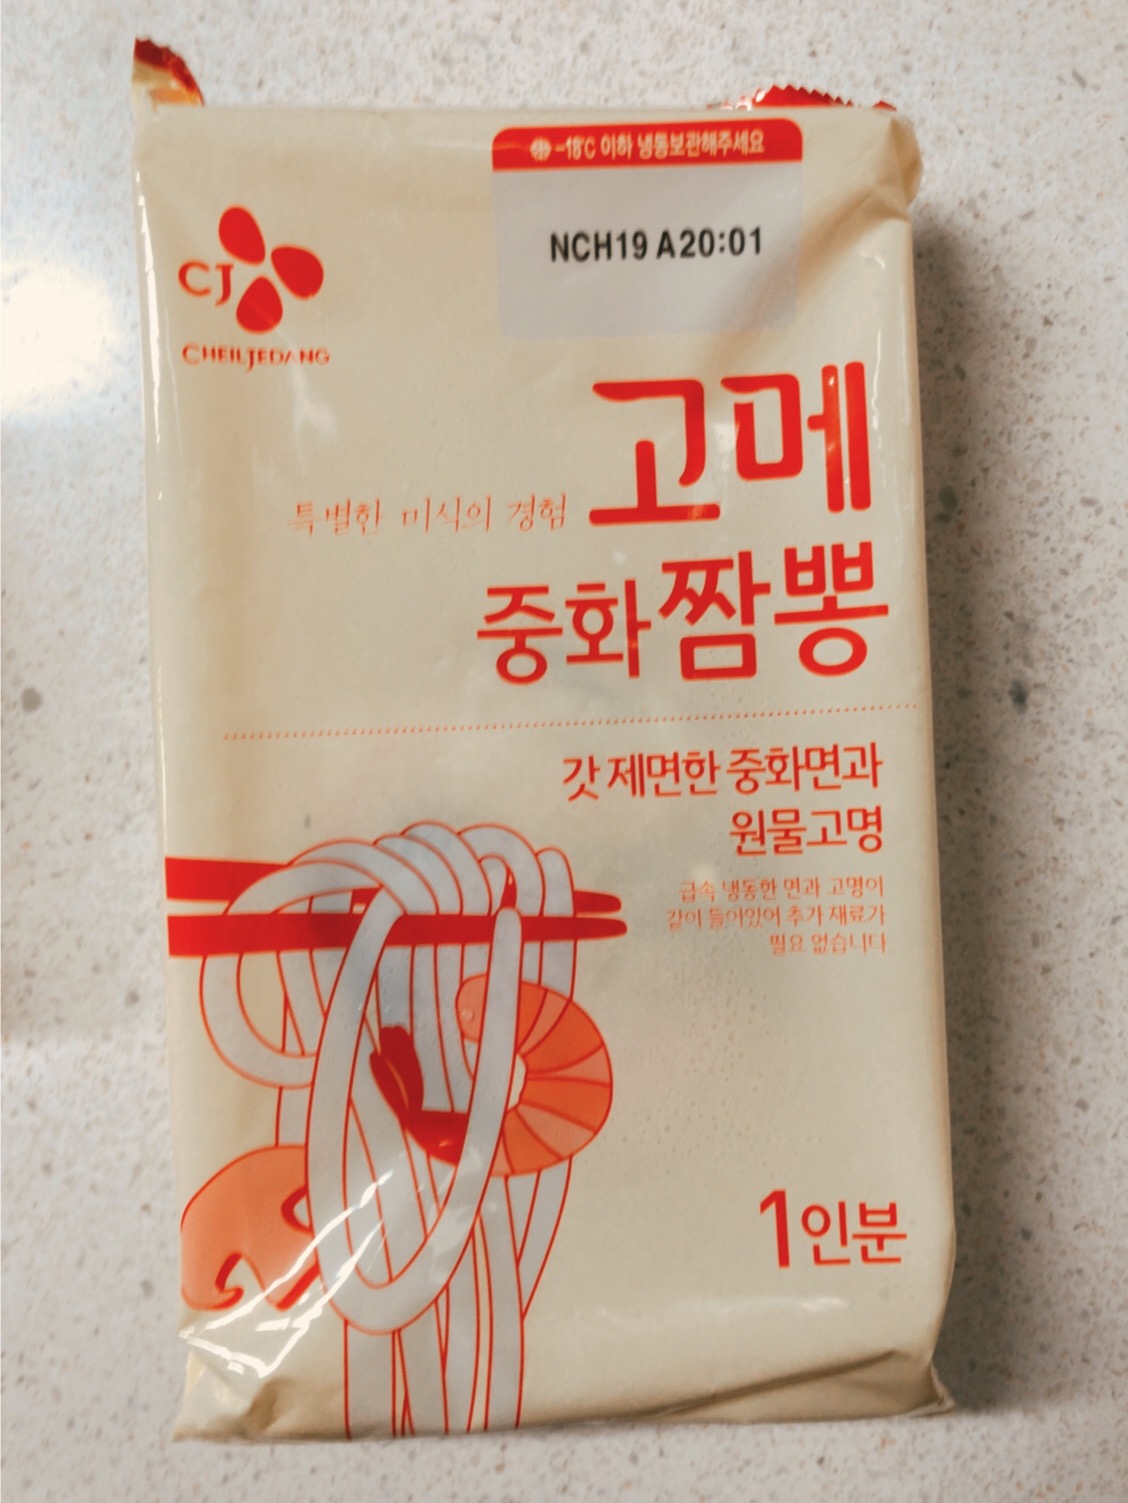 -18℃ 이하 냉동보관해주세요
NCH19 A20:01
CJ
CHEILJEDANG
특별한 미식의 경험 고메
중화짬뽕
갓 제면한 중화면과
원물고명
급속 냉동한 면과 고명이
같이 들어있어 추가 재료가
필요 없습니다
1인분